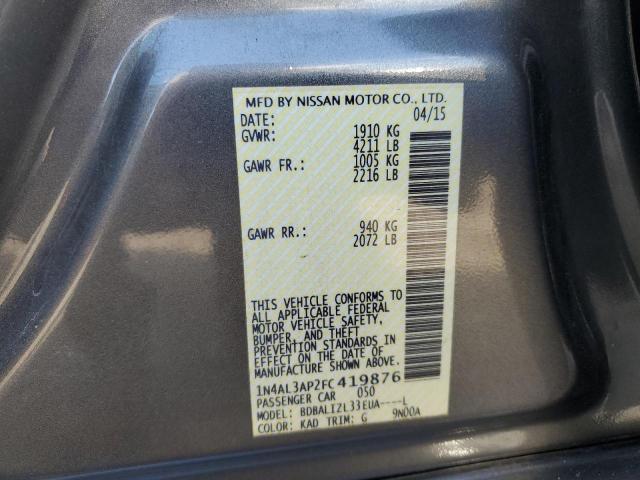 MFD BY NISSAN MOTOR CO., LTD.
DATE: 04/15
GVWR: 1910 KG
4211 LB
GAWR FR.: 1005 KG
2216 LB
GAWR RR.: 940 KG
2072 LB
THIS VEHICLE CONFORMS TO
ALL APPLICABLE FEDERAL
MOTOR VEHICLE SAFETY,
BUMPER, AND THEFT
PREVENTION STANDARDS IN
EFFECT ON THE DATE OF
MANUFACTURE SHOWN ABOVE.
1N4AL3AP2FC419876
PASSENGER CAR 050
MODEL: BDBALIZL33EUA----L
COLOR: KAD TRIM: G 9N00A